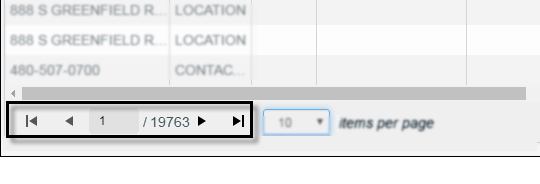 888 S GREENFIELD R... LOCATION
888 S GREENFIELD R... LOCATION
480-507-0700 CONTAC...
1 / 19763 10 items per page